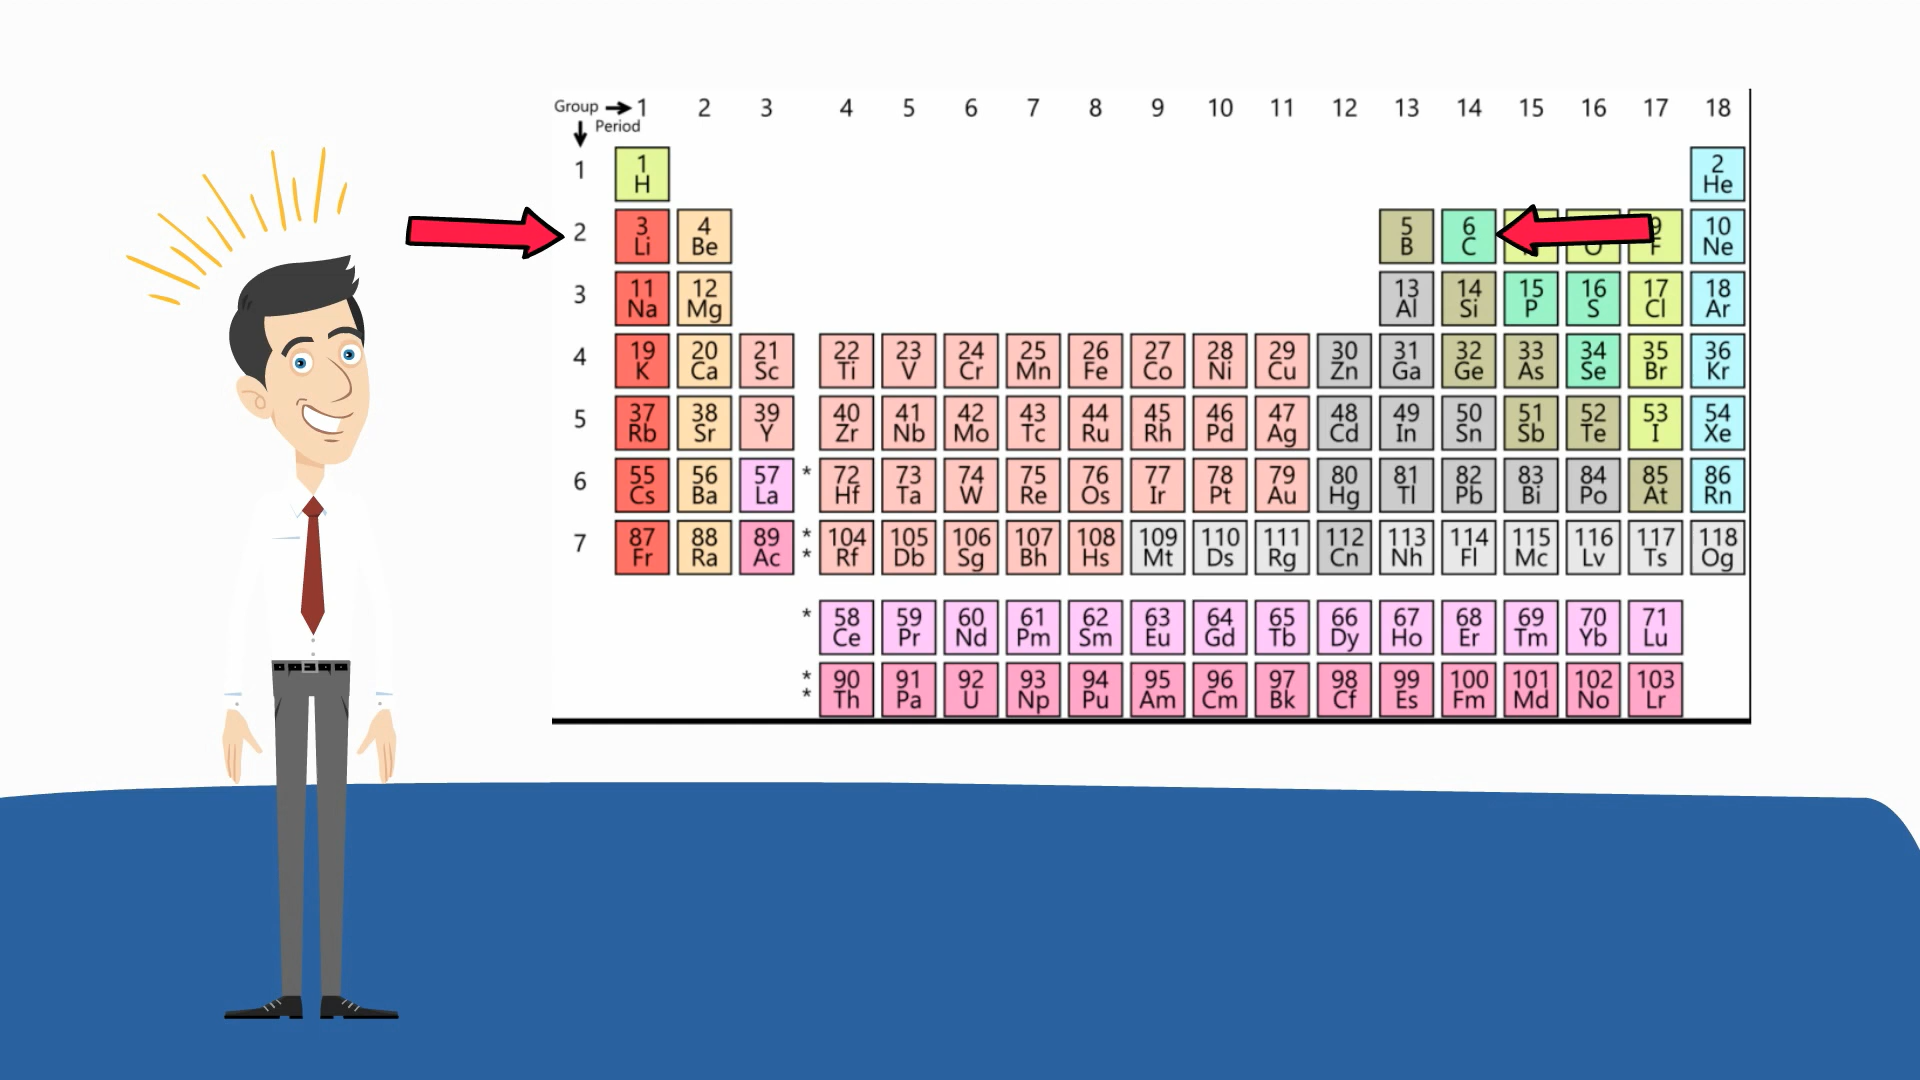 Group 1 2 3 4 5 6 7 8 9 10 11 12 13 14 15 16 17 18
Period
1 1 2
H He
2 3 4 5 6 9 10
Li Be B C O F Ne
3 11 12 13 14 15 16 17 18
Na Mg Al Si P S Cl Ar
4 19 20 21 22 23 24 25 26 27 28 29 30 31 32 33 34 35 36
K Ca Sc Ti V Cr Mn Fe Co Ni Cu Zn Ga Ge As Se Br Kr
5 37 38 39 40 41 42 43 44 45 46 47 48 49 50 51 52 53 54
Rb Sr Y Zr Nb Mo Tc Ru Rh Pd Ag Cd In Sn Sb Te I Xe
6 55 56 57 * 72 73 74 75 76 77 78 79 80 81 82 83 84 85 86
Cs Ba La Hf Ta W Re Os Ir Pt Au Hg Tl Pb Bi Po At Rn
7 87 88 89 * 104 105 106 107 108 109 110 111 112 113 114 115 116 117 118
Fr Ra Ac * Rf Db Sg Bh Hs Mt Ds Rg Cn Nh Fl Mc Lv Ts Og
* 58 59 60 61 62 63 64 65 66 67 68 69 70 71
Ce Pr Nd Pm Sm Eu Gd Tb Dy Ho Er Tm Yb Lu
* 90 91 92 93 94 95 96 97 98 99 100 101 102 103
* Th Pa U Np Pu Am Cm Bk Cf Es Fm Md No Lr